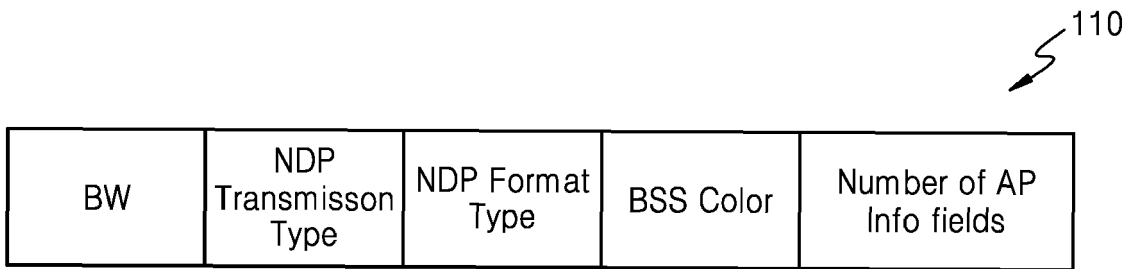 110
BW
NDP
Transmisson
Type
NDP Format
Type
BSS Color
Number of AP
Info fields